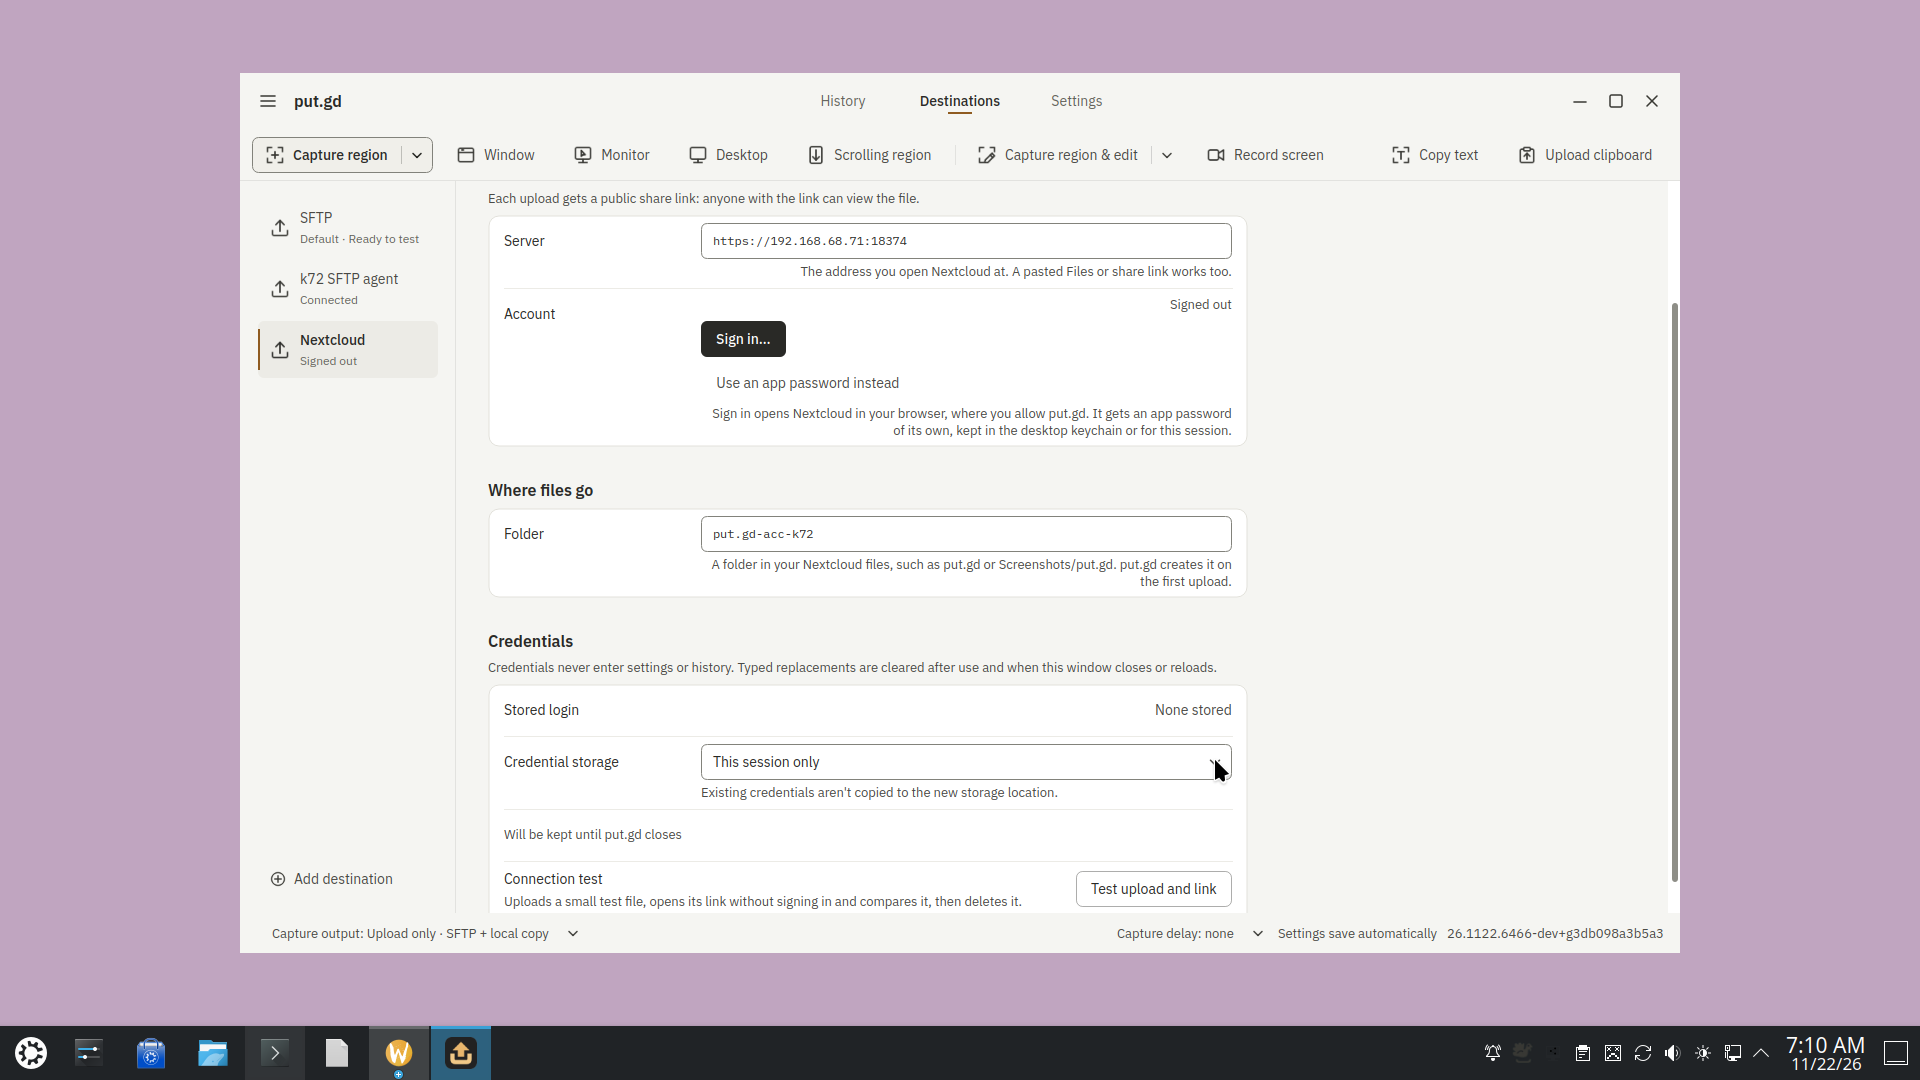 put.gd
History
Destinations
Settings
Capture region
Window
Monitor
Desktop
Scrolling region
Capture region & edit
Record screen
Copy text
Upload clipboard
SFTP
Default · Ready to test
k72 SFTP agent
Connected
Nextcloud
Signed out
Add destination
Each upload gets a public share link: anyone with the link can view the file.
Server
https://192.168.68.71:18374
The address you open Nextcloud at. A pasted Files or share link works too.
Account
Signed out
Sign in...
Use an app password instead
Sign in opens Nextcloud in your browser, where you allow put.gd. It gets an app password
of its own, kept in the desktop keychain or for this session.
Where files go
Folder
put.gd-acc-k72
A folder in your Nextcloud files, such as put.gd or Screenshots/put.gd. put.gd creates it on
the first upload.
Credentials
Credentials never enter settings or history. Typed replacements are cleared after use and when this window closes or reloads.
Stored login
None stored
Credential storage
This session only
Existing credentials aren't copied to the new storage location.
Will be kept until put.gd closes
Connection test
Test upload and link
Uploads a small test file, opens its link without signing in and compares it, then deletes it.
Capture output: Upload only · SFTP + local copy
Capture delay: none
Settings save automatically
26.1122.6466-dev+g3db098a3b5a3
W
7:10 AM
11/22/26